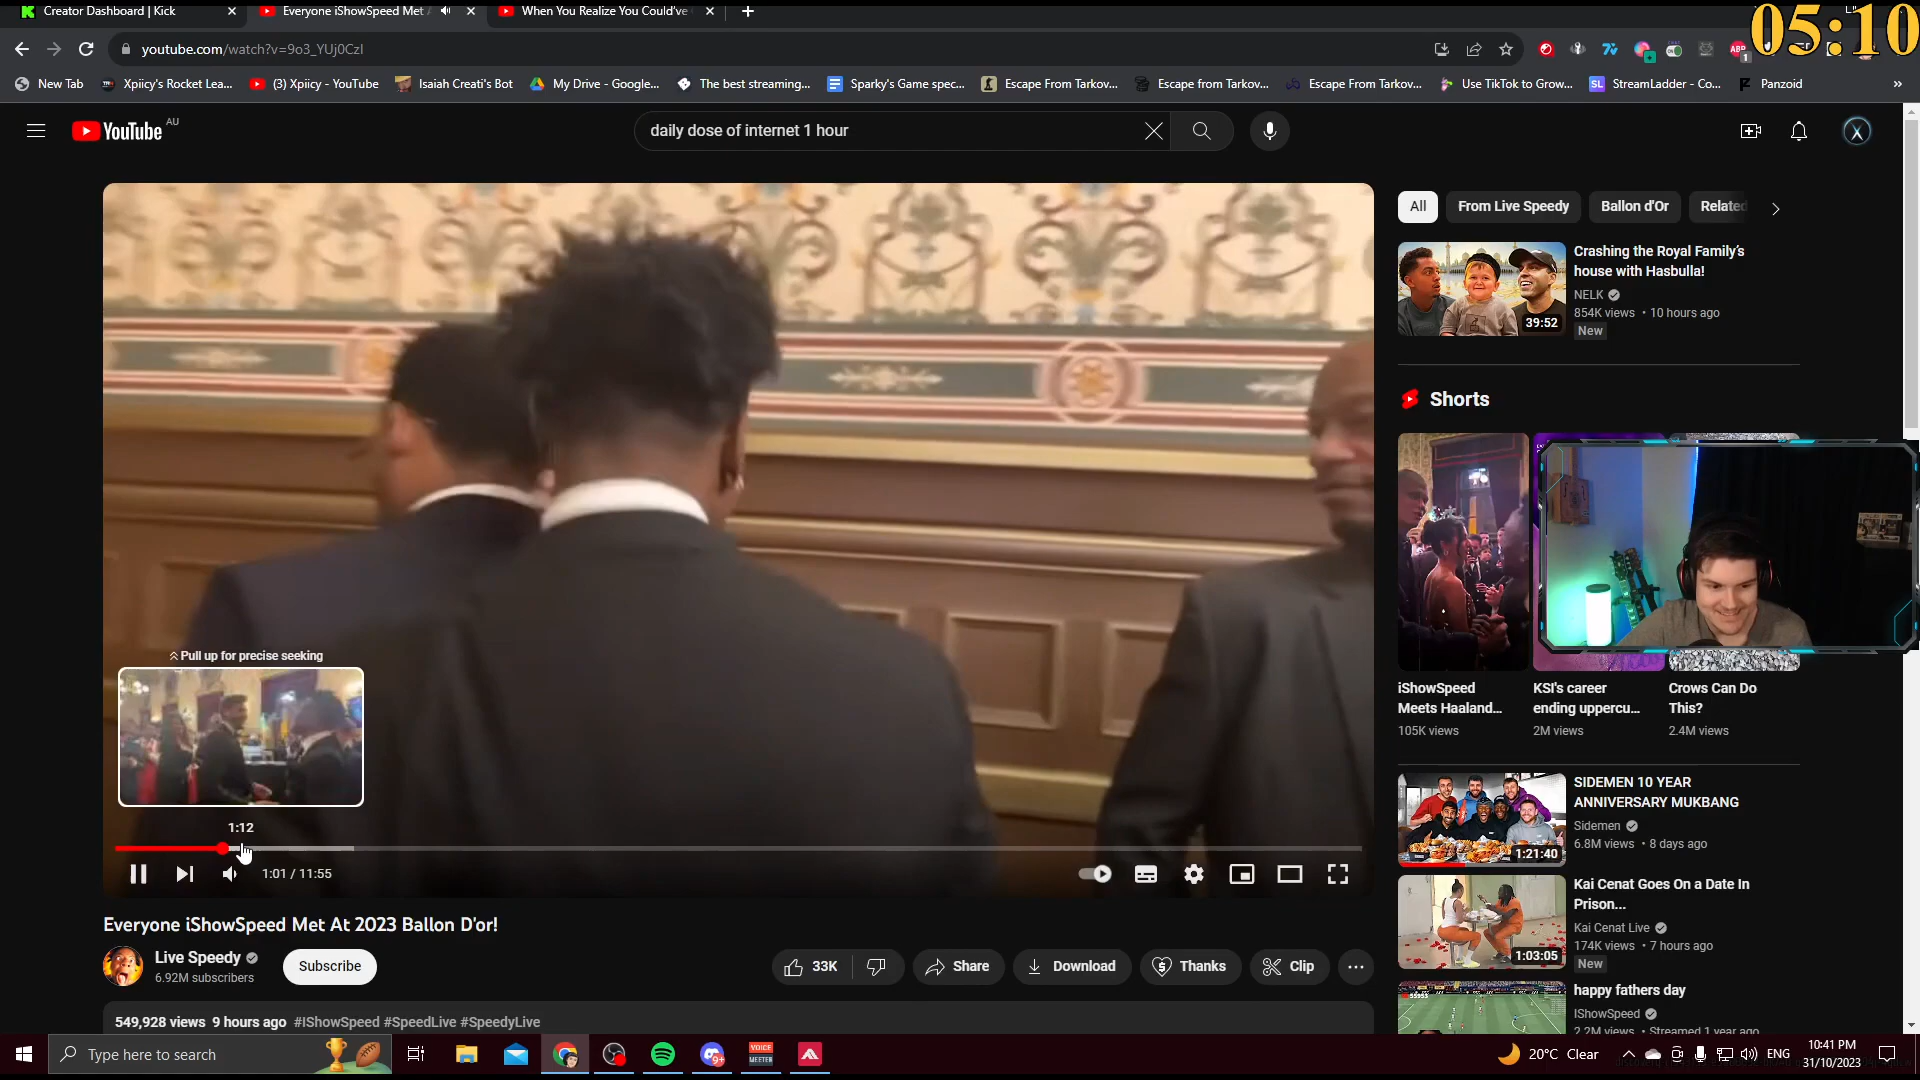 Creator Dashboard | Kick
Everyone iShowSpeed Met
When You Realize You Could've
05:10
youtube.com/watch?v=9o3_YUj0CzI
New Tab
Xpiicy's Rocket Lea...
(3) Xpiicy - YouTube
Isaiah Creati's Bot
My Drive - Google...
The best streaming...
Sparky's Game spec...
Escape From Tarkov...
Escape from Tarkov...
Escape From Tarkov...
Use TikTok to Grow...
StreamLadder - Co...
Panzoid
YouTube AU
daily dose of internet 1 hour
All
From Live Speedy
Ballon d'Or
Related
Crashing the Royal Family's
house with Hasbulla!
NELK
854K views • 10 hours ago
New
39:52
Shorts
iShowSpeed
Meets Haaland...
105K views
KSI's career
ending uppercu...
2M views
Crows Can Do
This?
2.4M views
Pull up for precise seeking
1:12
1:01 / 11:55
SIDEMEN 10 YEAR
ANNIVERSARY MUKBANG
Sidemen
6.8M views • 8 days ago
1:21:40
Kai Cenat Goes On a Date In
Prison...
Kai Cenat Live
174K views • 7 hours ago
New
1:03:05
happy fathers day
IShowSpeed
2.2M views • Streamed 1 year ago
Everyone iShowSpeed Met At 2023 Ballon D'or!
Live Speedy
6.92M subscribers
Subscribe
33K
Share
Download
Thanks
Clip
549,928 views 9 hours ago #IShowSpeed #SpeedLive #SpeedyLive
Type here to search
9+
VOICE
MEETER
20°C Clear
ENG
10:41 PM
31/10/2023